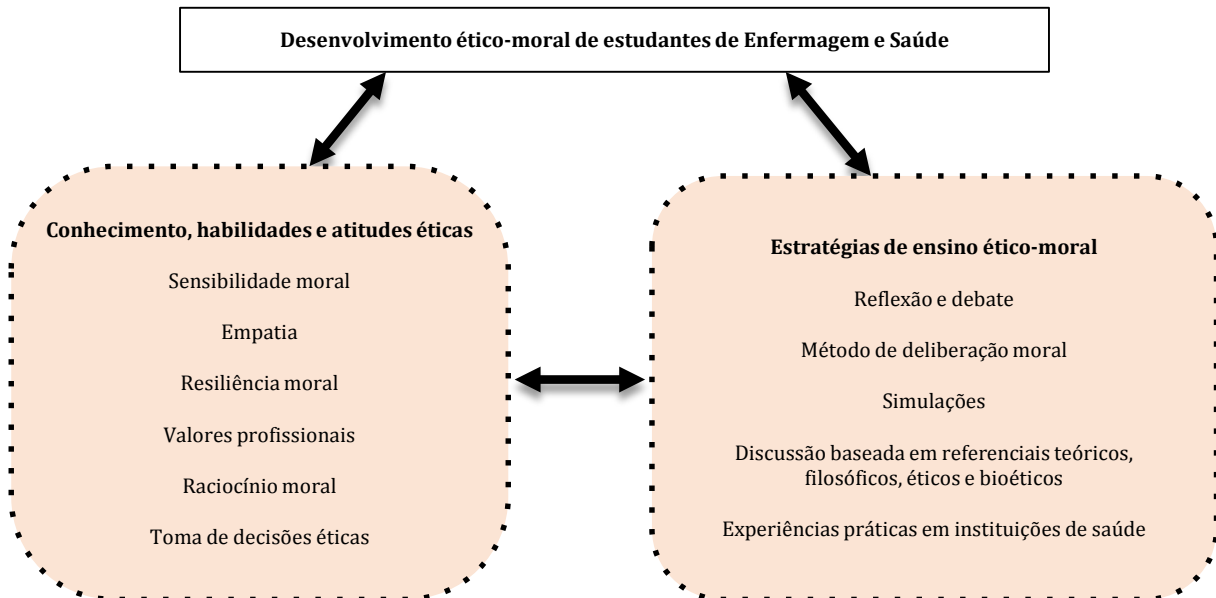 Desenvolvimento ético-moral de estudantes de Enfermagem e Saúde
Conhecimento, habilidades e atitudes éticas
Sensibilidade moral
Empatia
Resiliência moral
Valores profissionais
Raciocínio moral
Toma de decisões éticas
Estratégias de ensino ético-moral
Reflexão e debate
Método de deliberação moral
Simulações
Discussão baseada em referenciais teóricos,
filosóficos, éticos e bioéticos
Experiências práticas em instituições de saúde